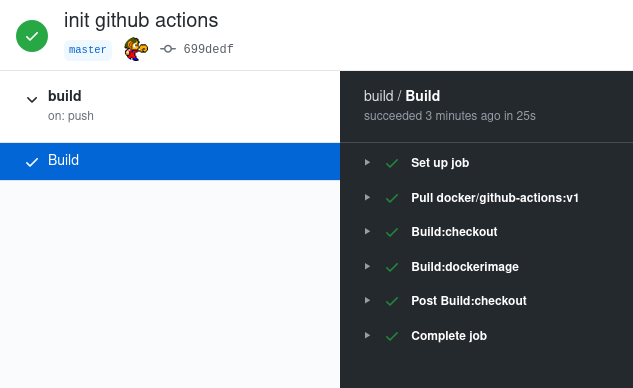 init github actions
master 699dedf
build
on: push
Build
build / Build
succeeded 3 minutes ago in 25s
Set up job
Pull docker/github-actions:v1
Build:checkout
Build:dockerimage
Post Build:checkout
Complete job